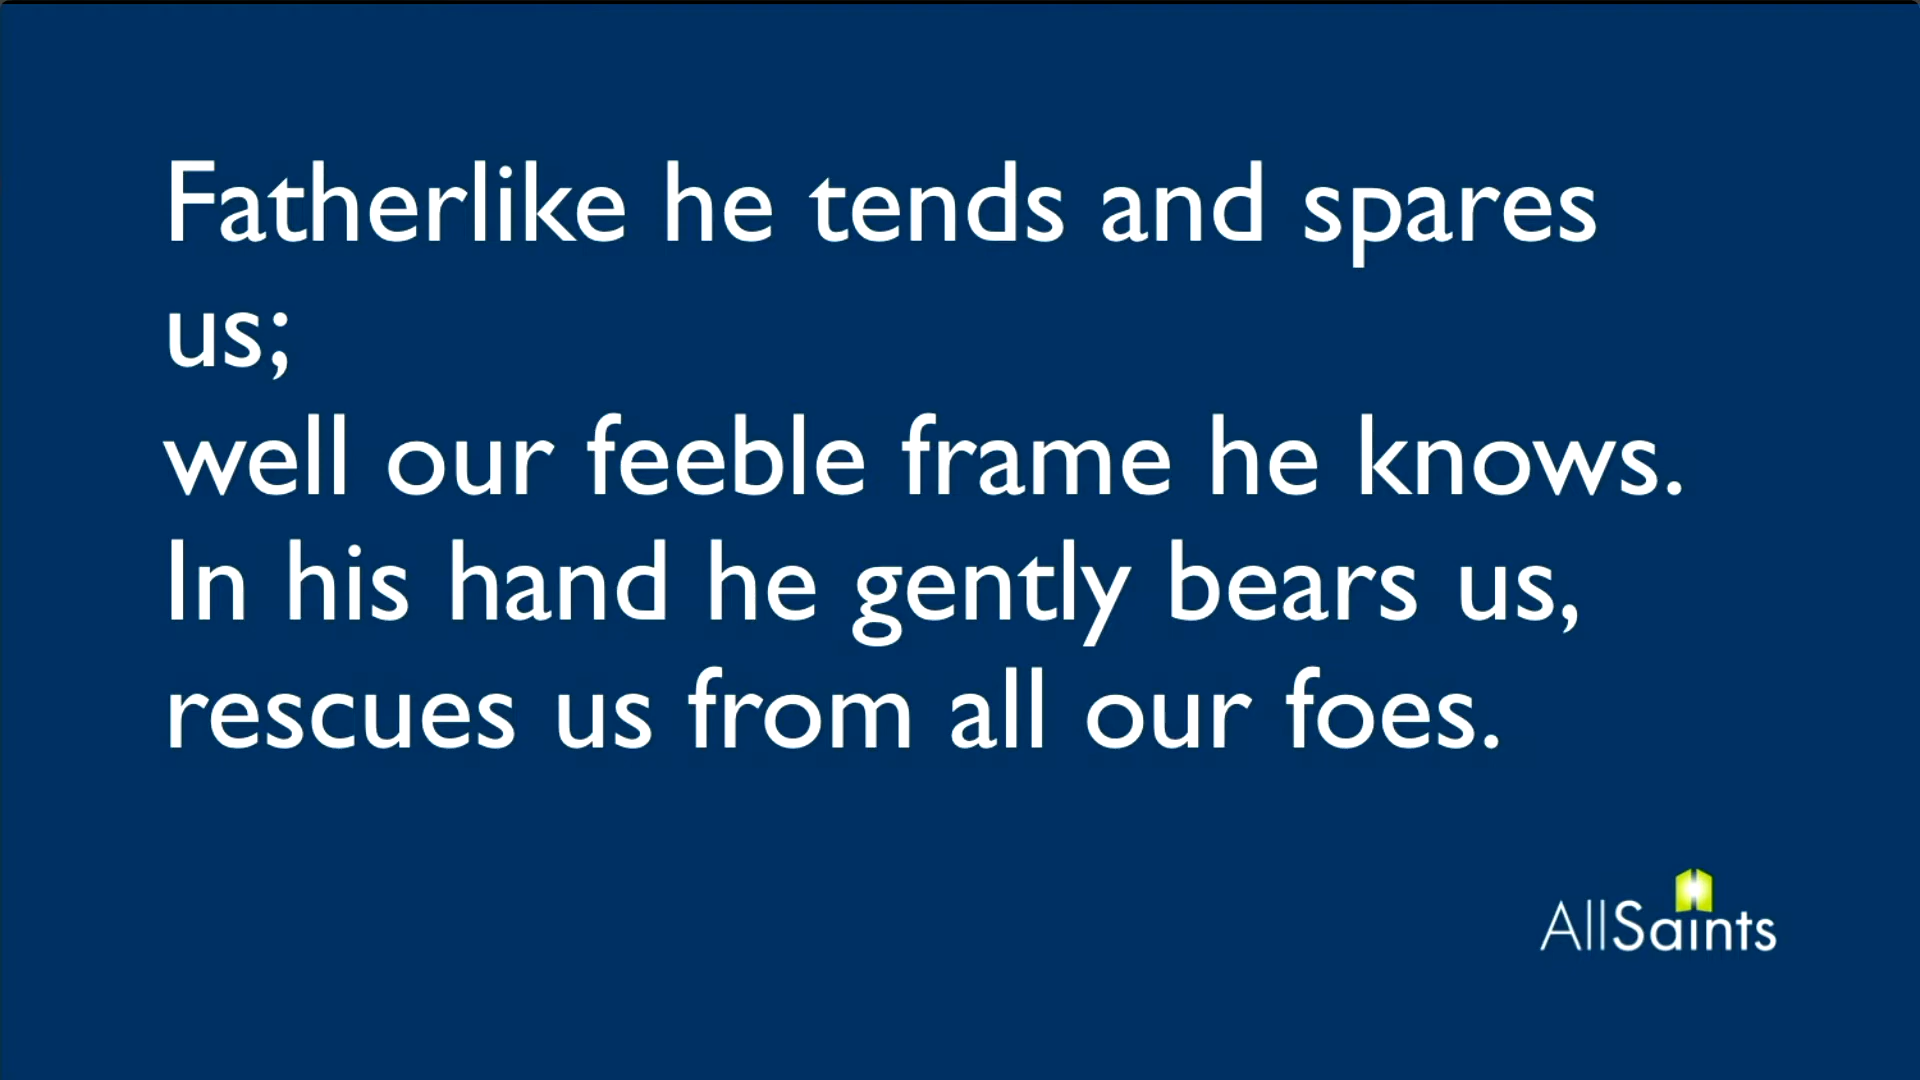 Fatherlike he tends and spares
us;
well our feeble frame he knows.
In his hand he gently bears us,
rescues us from all our foes.
AllSaints